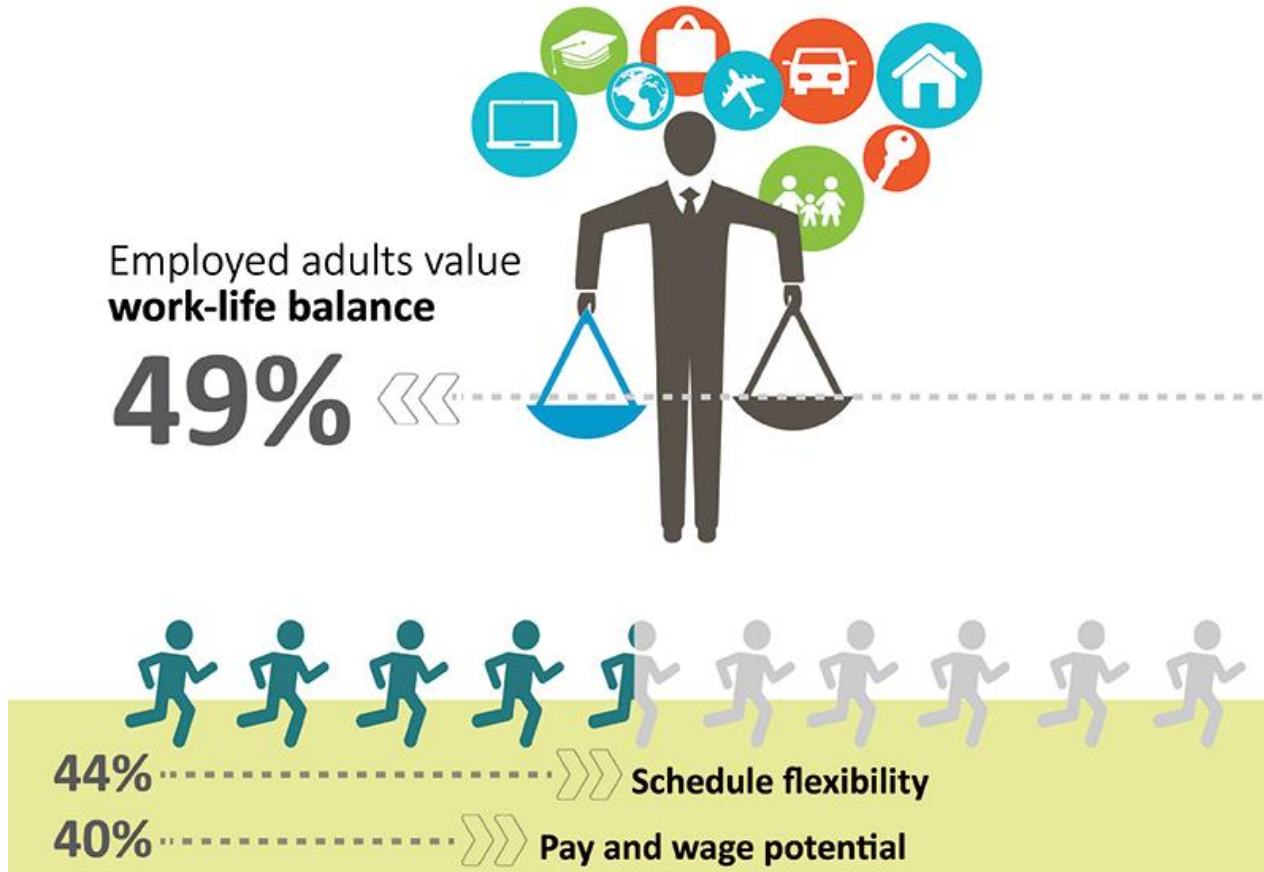 Employed adults value
work-life balance
49%
44% Schedule flexibility
40% Pay and wage potential